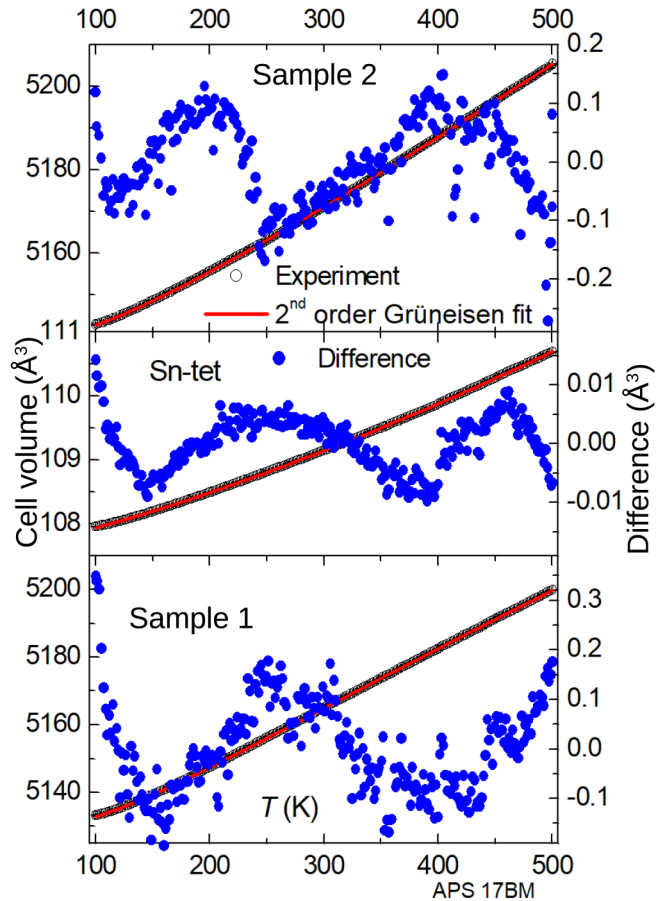 100 200 300 400 500
Sample 2
5200
5180
5160
0.2
0.1
0.0
-0.1
-0.2
Experiment
2nd order Grüneisen fit
Cell volume (Å3)
Difference (Å3)
111
110
109
108
Sn-tet
Difference
0.01
0.00
-0.01
5200
5180
5160
5140
Sample 1
0.3
0.2
0.1
0.0
-0.1
T (K)
100 200 300 400 500
APS 17BM